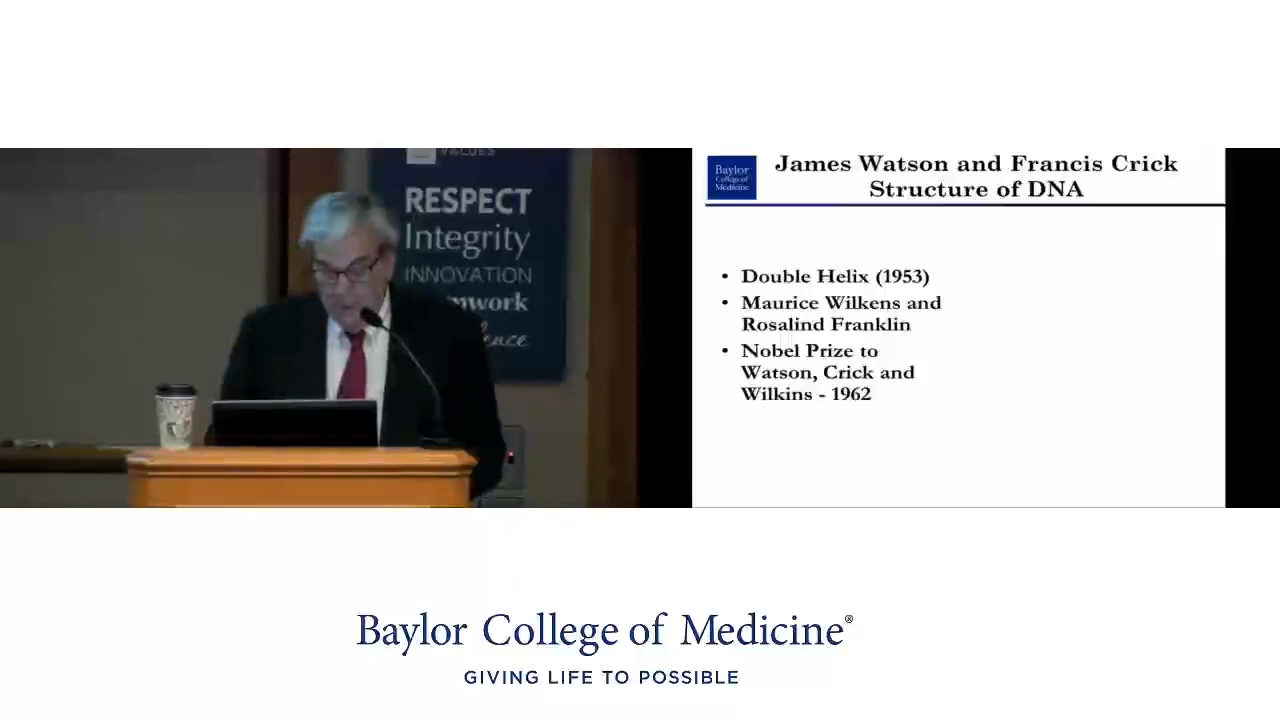 VALUES
RESPECT
Integrity
INNOVATION
Baylor
College of
Medicine
James Watson and Francis Crick
Structure of DNA
• Double Helix (1953)
• Maurice Wilkens and
Rosalind Franklin
• Nobel Prize to
Watson, Crick and
Wilkins - 1962
Baylor College of Medicine®
GIVING LIFE TO POSSIBLE